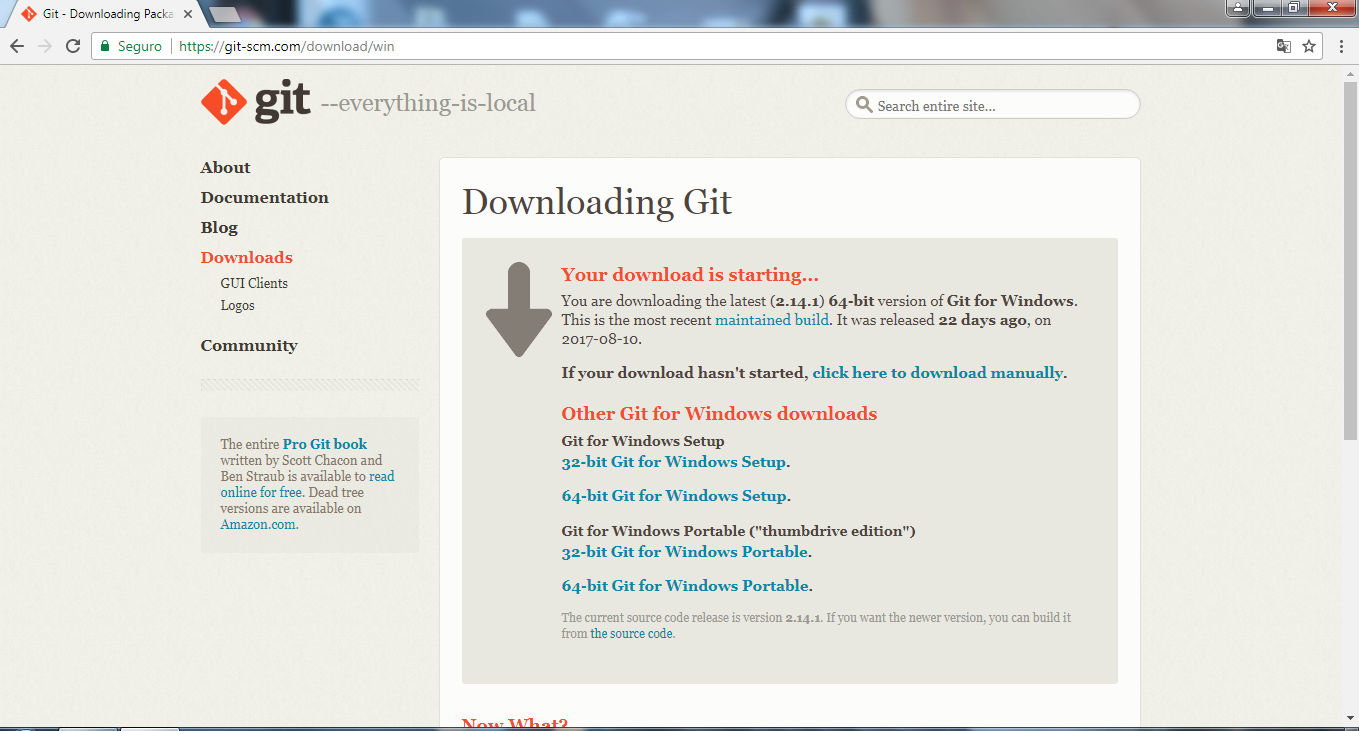 Git - Downloading Packa
Seguro
https://git-scm.com/download/win
git --everything-is-local
Search entire site...
About
Documentation
Blog
Downloads
GUI Clients
Logos
Community
The entire Pro Git book
written by Scott Chacon and
Ben Straub is available to read
online for free. Dead tree
versions are available on
Amazon.com.
Downloading Git
Your download is starting...
You are downloading the latest (2.14.1) 64-bit version of Git for Windows.
This is the most recent maintained build. It was released 22 days ago, on
2017-08-10.
If your download hasn't started, click here to download manually.
Other Git for Windows downloads
Git for Windows Setup
32-bit Git for Windows Setup.
64-bit Git for Windows Setup.
Git for Windows Portable ("thumbdrive edition")
32-bit Git for Windows Portable.
64-bit Git for Windows Portable.
The current source code release is version 2.14.1. If you want the newer version, you can build it
from the source code.
Now What?